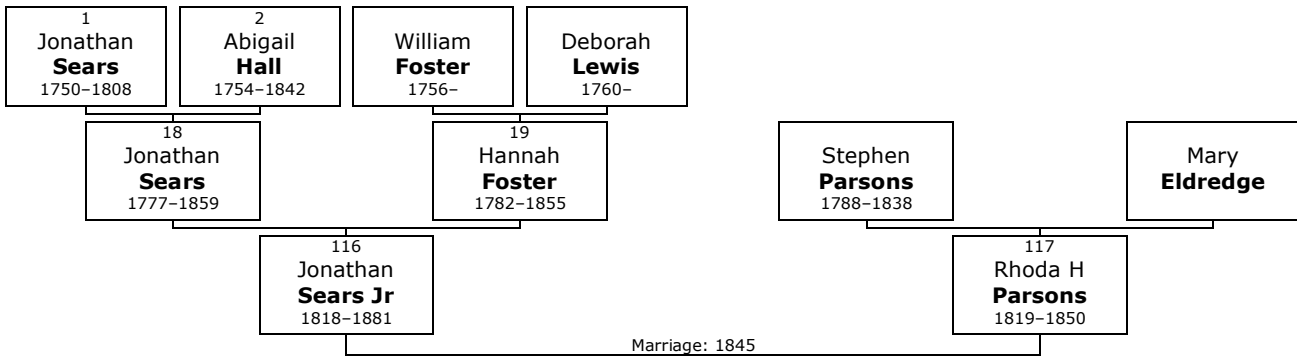 1
Jonathan
Sears
1750–1808
2
Abigail
Hall
1754–1842
William
Foster
1756–
Deborah
Lewis
1760–
18
Jonathan
Sears
1777–1859
19
Hannah
Foster
1782–1855
Stephen
Parsons
1788–1838
Mary
Eldredge
116
Jonathan
Sears Jr
1818–1881
117
Rhoda H
Parsons
1819–1850
Marriage: 1845